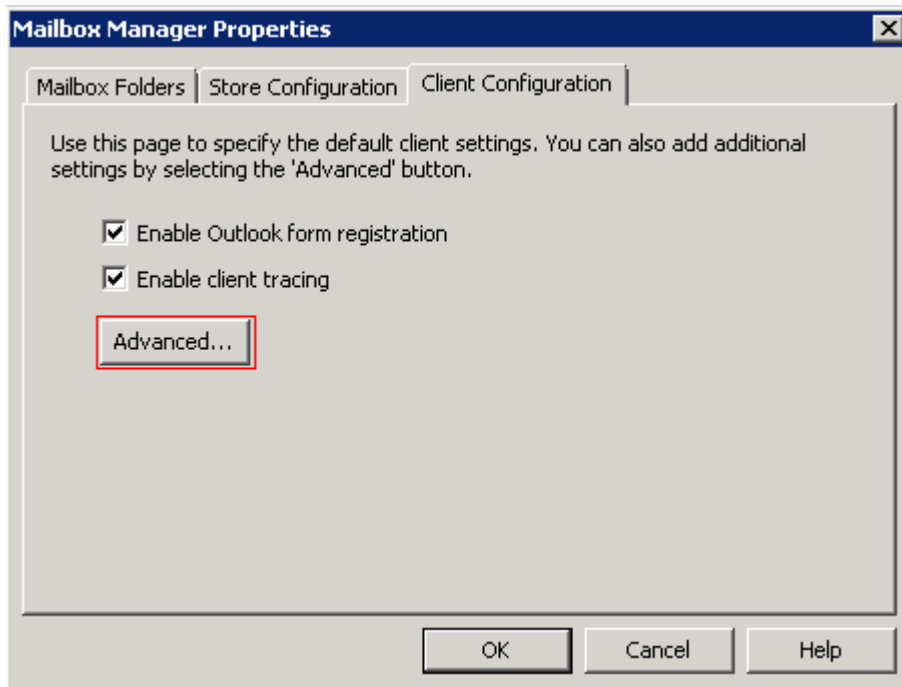 Mailbox Manager Properties
Mailbox Folders Store Configuration Client Configuration
Use this page to specify the default client settings. You can also add additional
settings by selecting the 'Advanced' button.
Enable Outlook form registration
Enable client tracing
Advanced...
OK Cancel Help